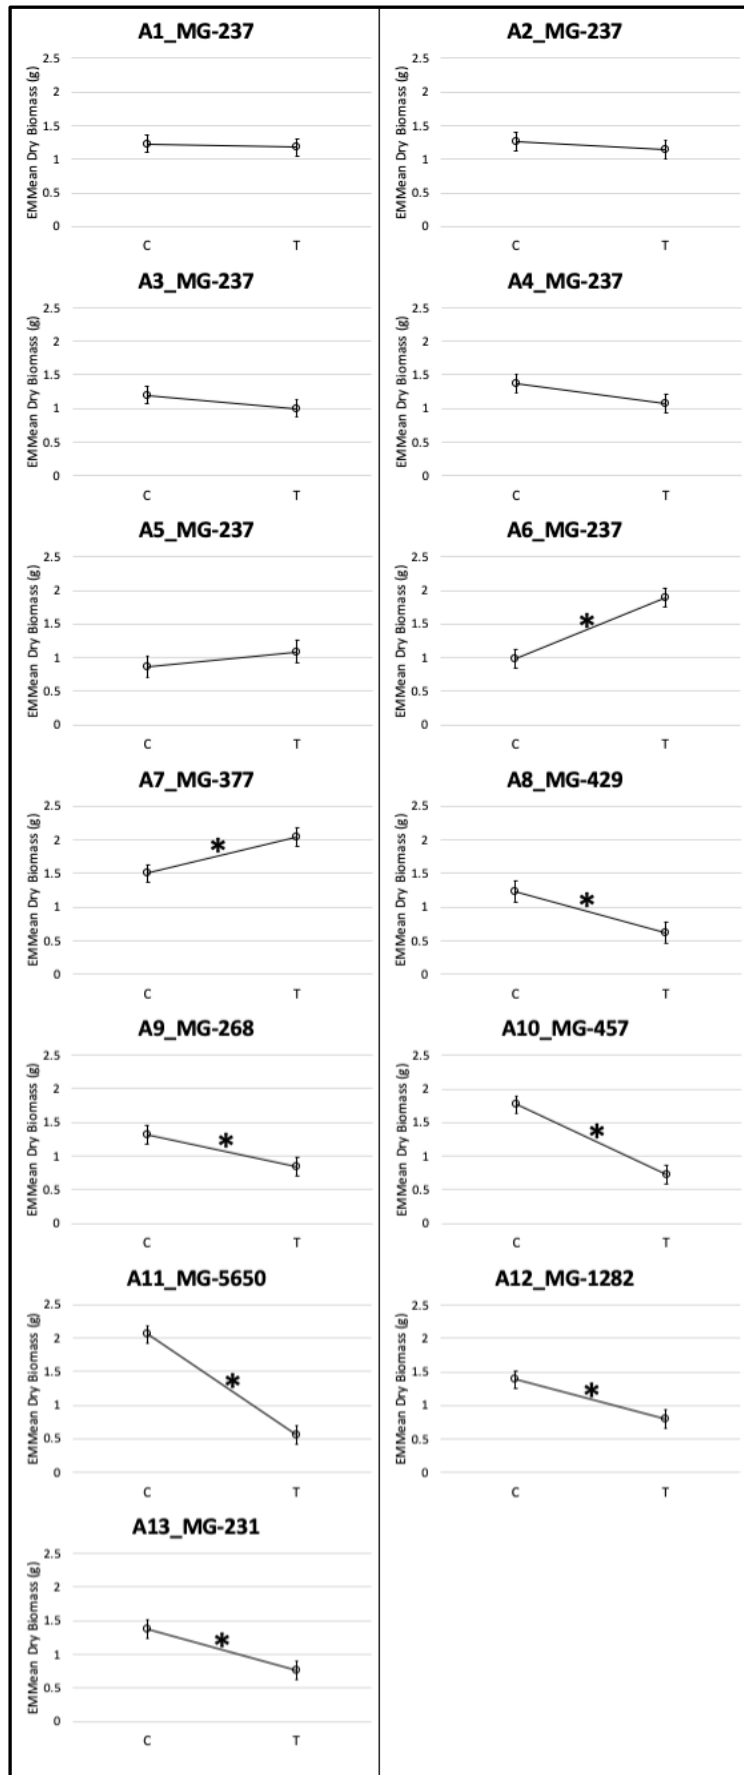 A1_MG-237
EMMean Dry Biomass (g)
2.5
2
1.5
1
0.5
0
C T
A2_MG-237
EMMean Dry Biomass (g)
2.5
2
1.5
1
0.5
0
C T
A3_MG-237
EMMean Dry Biomass (g)
2.5
2
1.5
1
0.5
0
C T
A4_MG-237
EMMean Dry Biomass (g)
2.5
2
1.5
1
0.5
0
C T
A5_MG-237
EMMean Dry Biomass (g)
2.5
2
1.5
1
0.5
0
C T
A6_MG-237
EMMean Dry Biomass (g)
2.5
2
1.5
1
0.5
0
*
C T
A7_MG-377
EMMean Dry Biomass (g)
2.5
2
1.5
1
0.5
0
*
C T
A8_MG-429
EMMean Dry Biomass (g)
2.5
2
1.5
1
0.5
0
*
C T
A9_MG-268
EMMean Dry Biomass (g)
2.5
2
1.5
1
0.5
0
*
C T
A10_MG-457
EMMean Dry Biomass (g)
2.5
2
1.5
1
0.5
0
*
C T
A11_MG-5650
EMMean Dry Biomass (g)
2.5
2
1.5
1
0.5
0
*
C T
A12_MG-1282
EMMean Dry Biomass (g)
2.5
2
1.5
1
0.5
0
*
C T
A13_MG-231
EMMean Dry Biomass (g)
2.5
2
1.5
1
0.5
0
*
C T